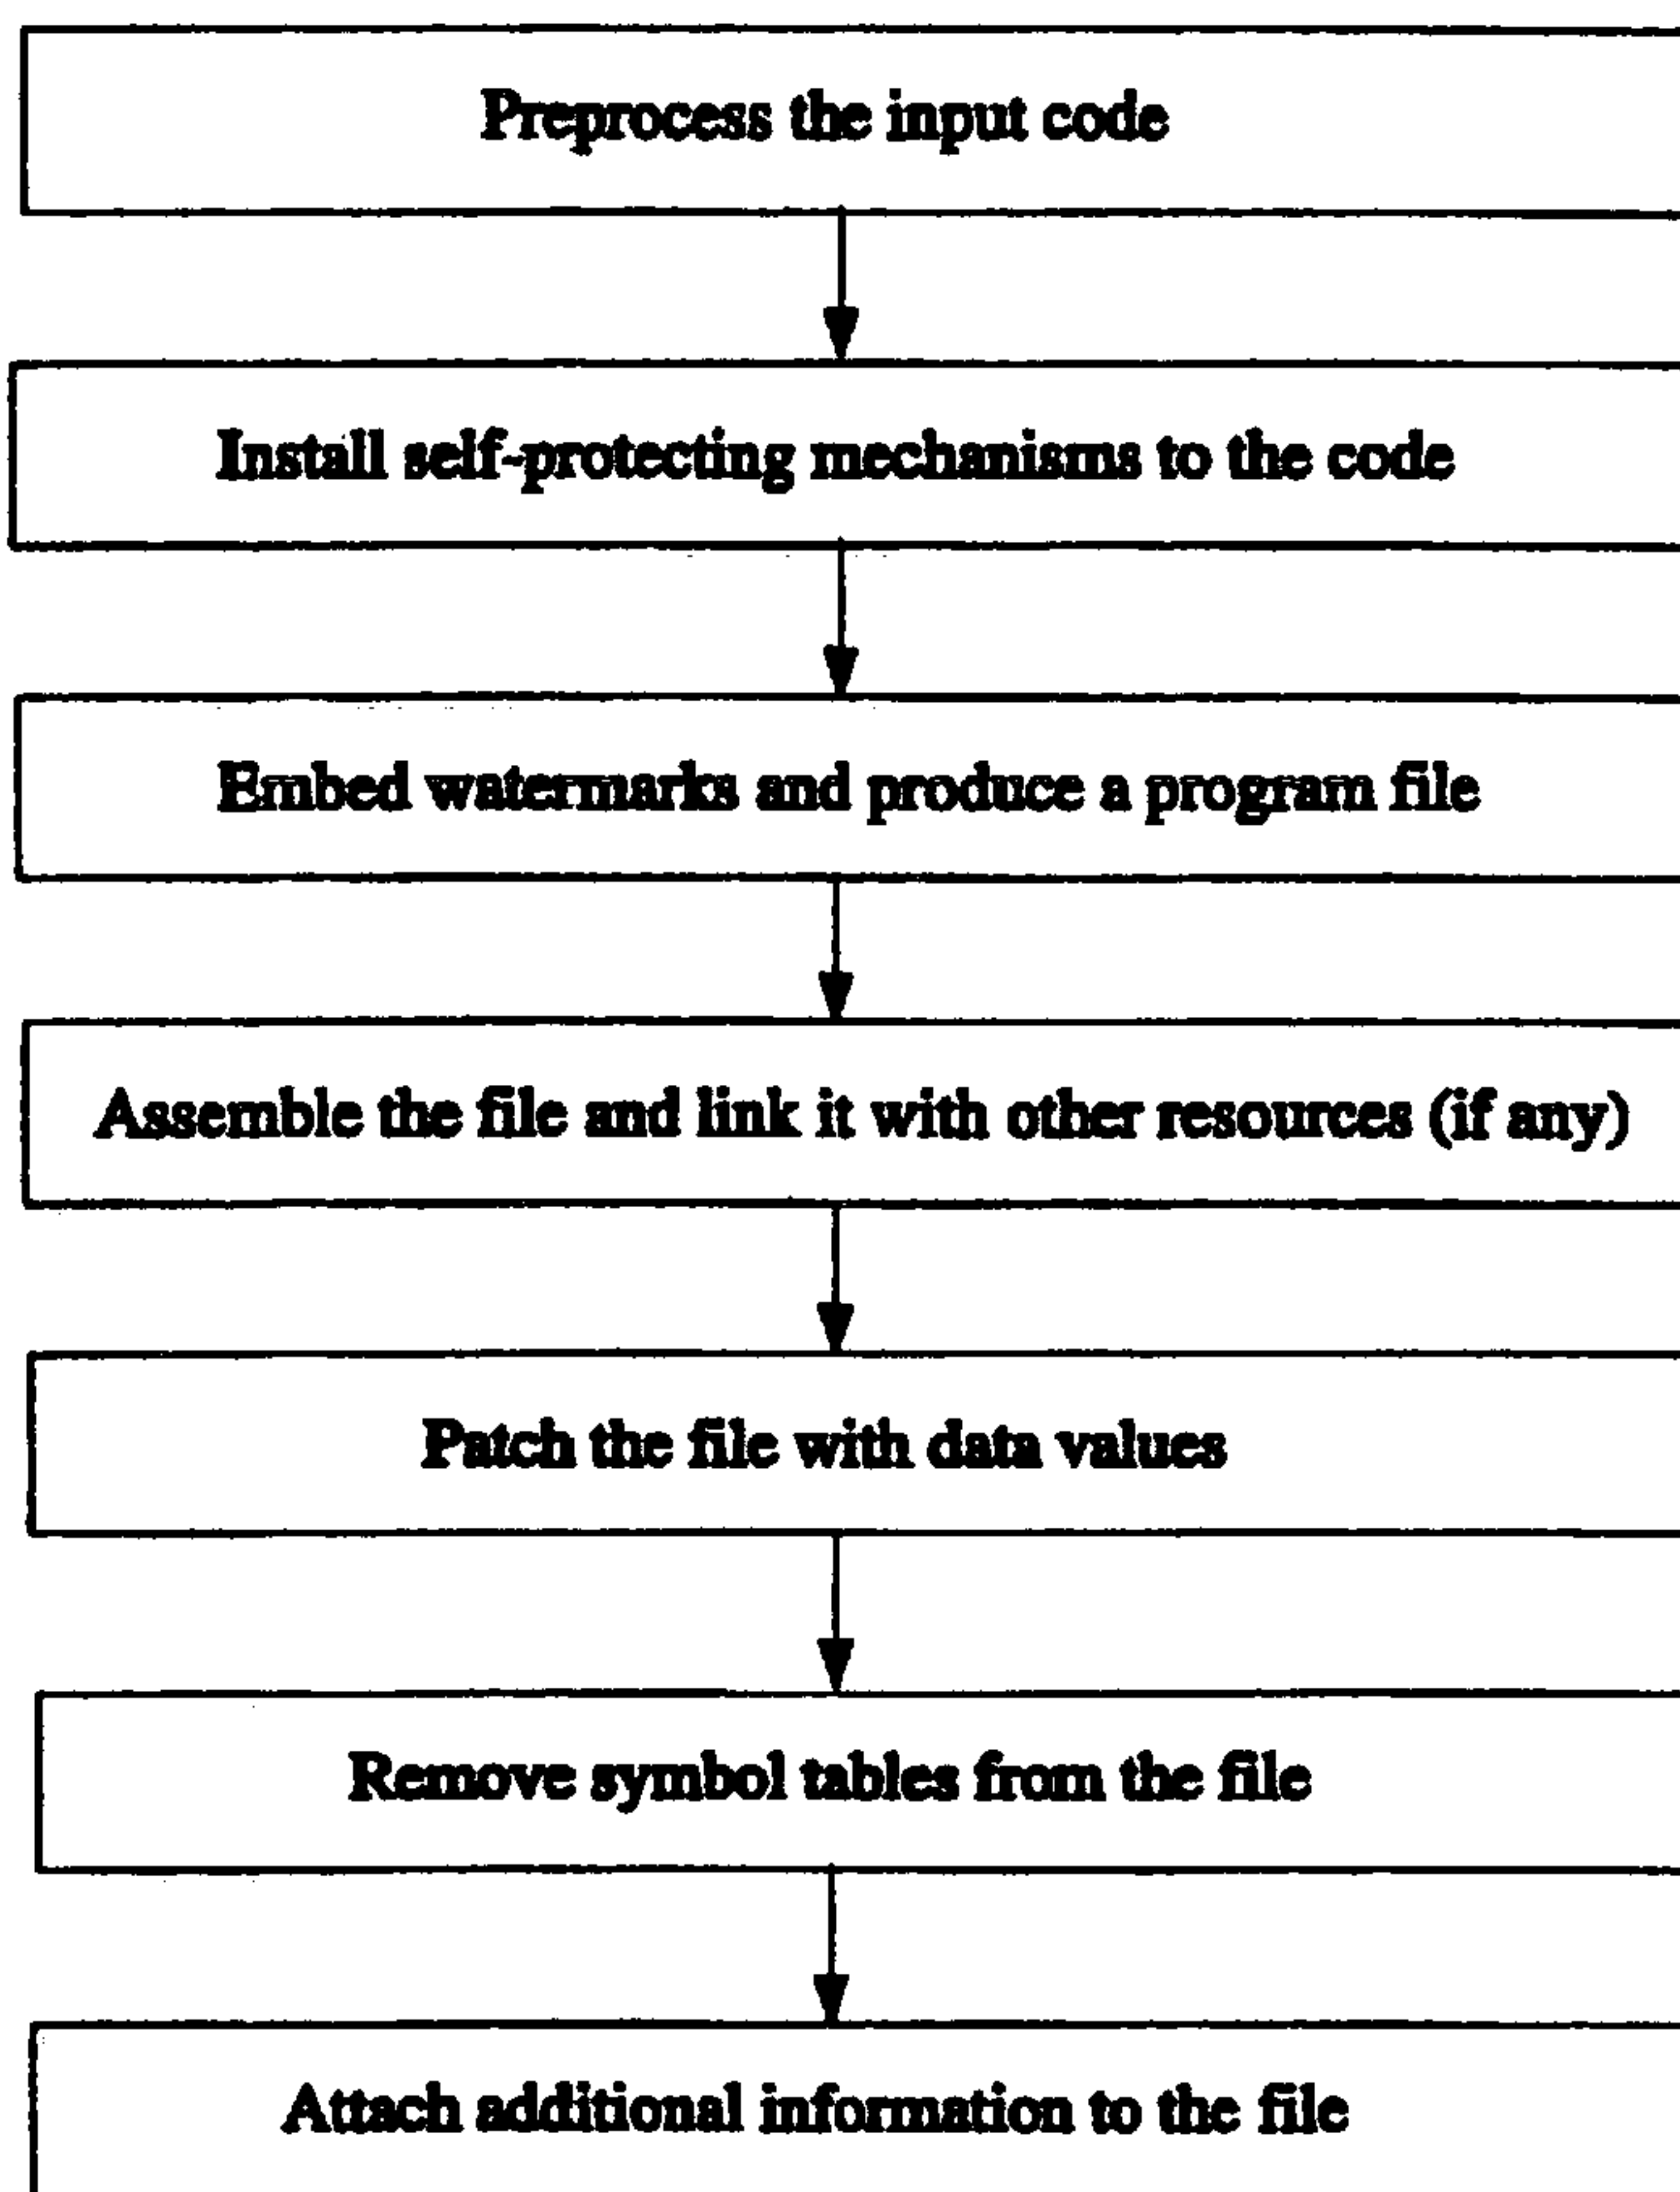 Preprocess the input code
Install self-protecting mechanisms to the code
Embed watermarks and produce a program file
Assemble the file and link it with other resources (if any)
Patch the file with data values
Remove symbol tables from the file
Attach additional information to the file